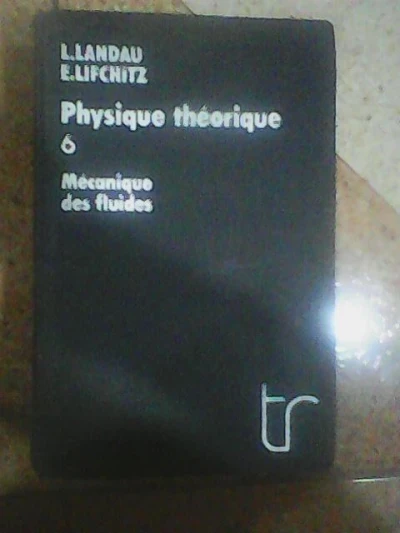 L.LANDAU
E.LIFCHITZ
Physique théorique
6
Mécanique
des fluides
tr